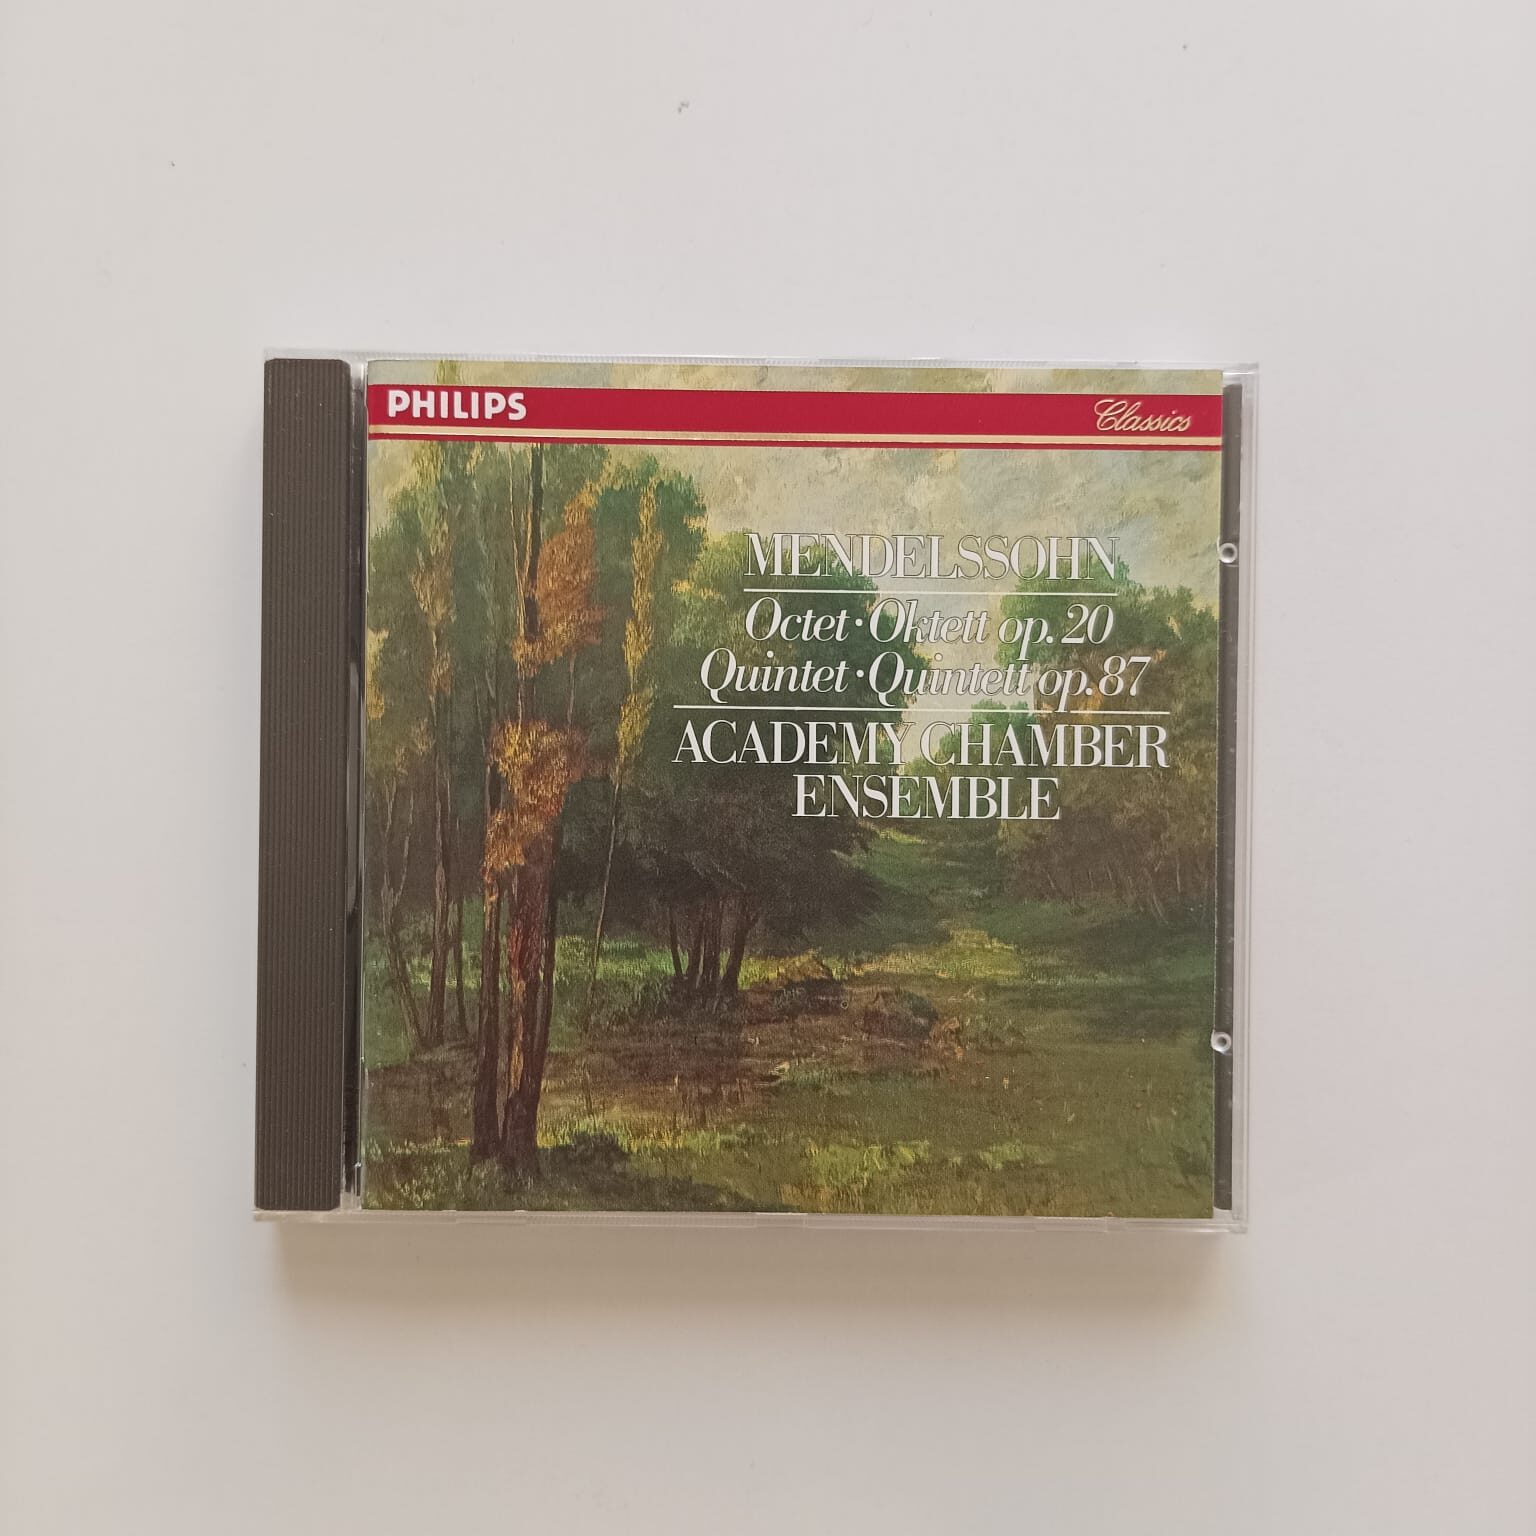 PHILIPS
Classics
MENDELSSOHN
Octet · Oktett op. 20
Quintet · Quintett op. 87
ACADEMY CHAMBER
ENSEMBLE